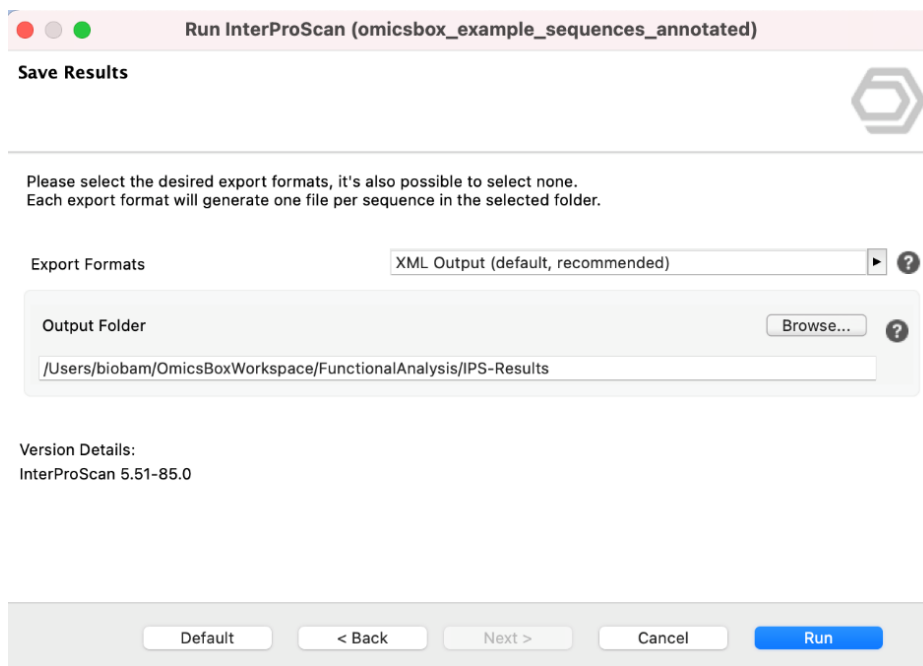 Run InterProScan (omicsbox_example_sequences_annotated)
Save Results
Please select the desired export formats, it's also possible to select none.
Each export format will generate one file per sequence in the selected folder.
Export Formats
XML Output (default, recommended)
Output Folder
Browse...
/Users/biobam/OmicsBoxWorkspace/FunctionalAnalysis/IPS-Results
Version Details:
InterProScan 5.51-85.0
Default
< Back
Next >
Cancel
Run